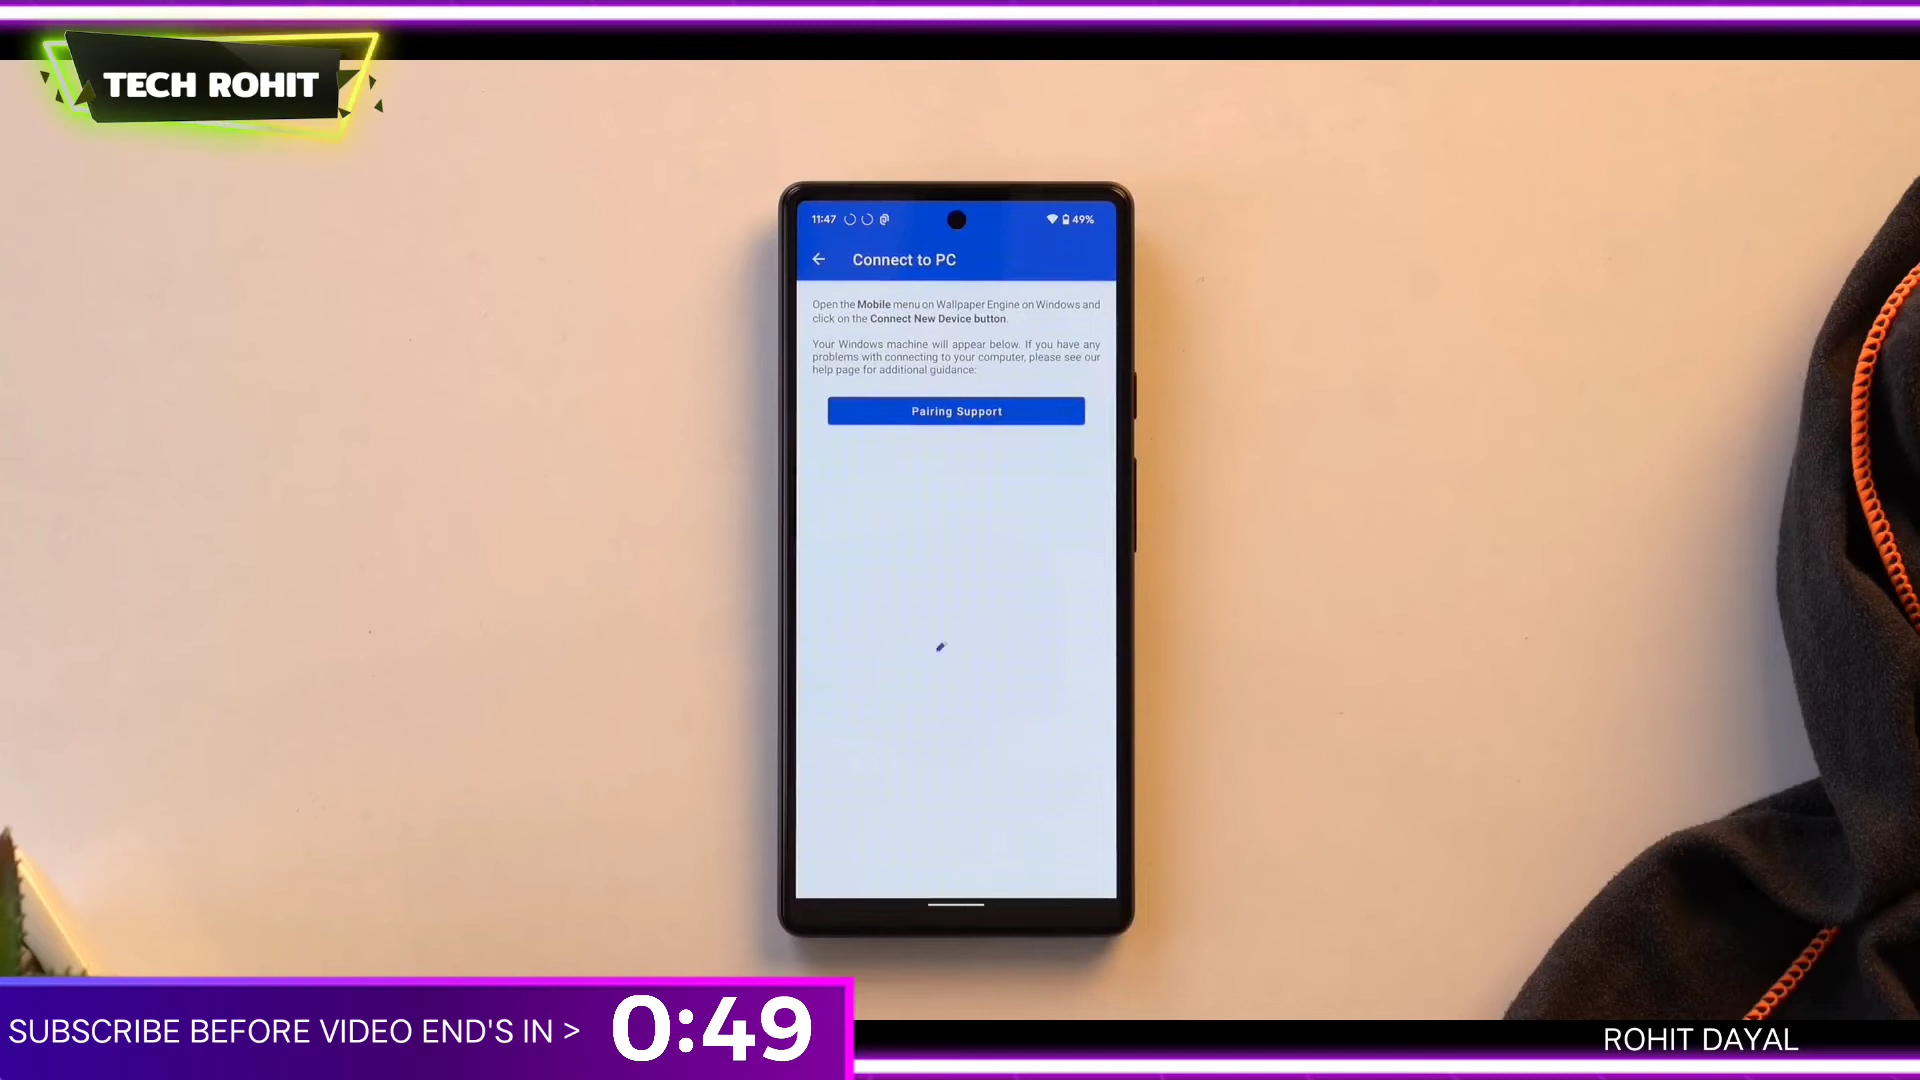 TECH ROHIT
11:47
49%
Connect to PC
Open the Mobile menu on Wallpaper Engine on Windows and
click on the Connect New Device button.
Your Windows machine will appear below. If you have any
problems with connecting to your computer, please see our
help page for additional guidance:
Pairing Support
SUBSCRIBE BEFORE VIDEO END'S IN > 0:49
ROHIT DAYAL